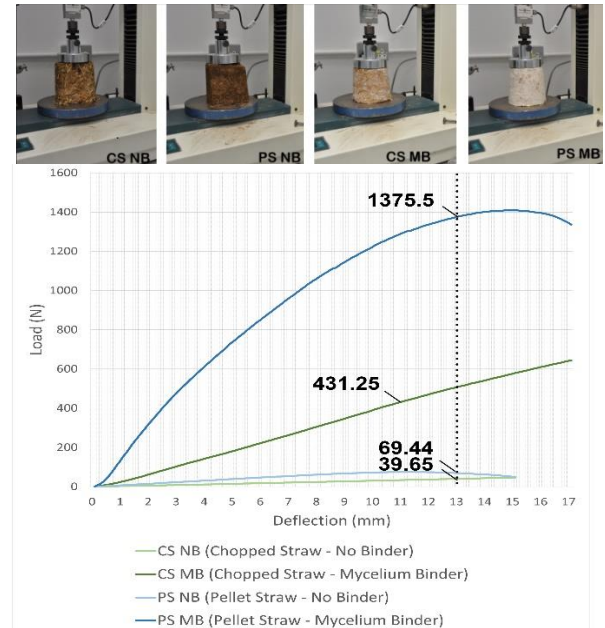 CS NB
PS NB
CS MB
PS MB
1600
1400
1200
1000
800
600
400
200
0
Load (N)
1375.5
431.25
69.44
39.65
0 1 2 3 4 5 6 7 8 9 10 11 12 13 14 15 16 17
Deflection (mm)
CS NB (Chopped Straw - No Binder)
CS MB (Chopped Straw - Mycelium Binder)
PS NB (Pellet Straw - No Binder)
PS MB (Pellet Straw - Mycelium Binder)